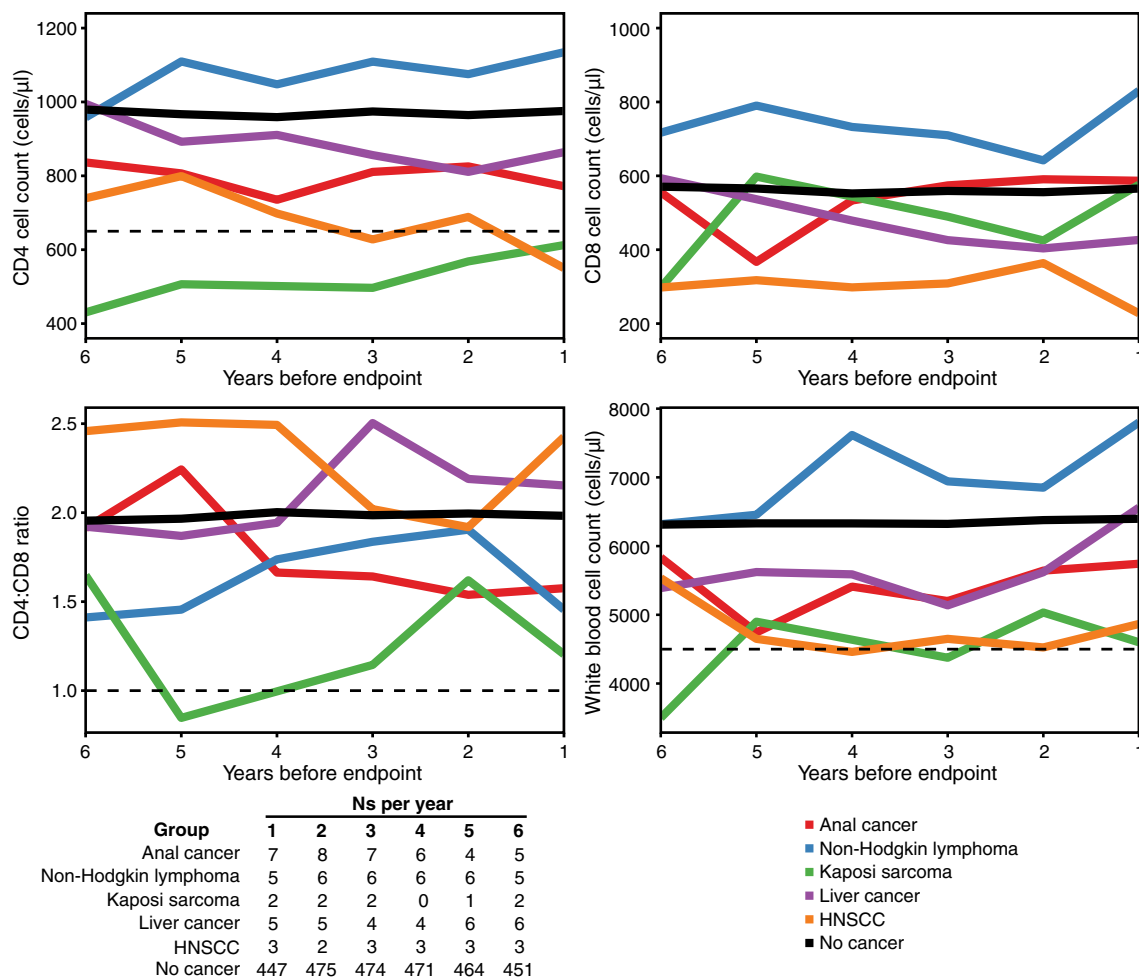 CD4 cell count (cells/µl)
1200
1000
800
600
400
6 5 4 3 2 1
Years before endpoint
CD8 cell count (cells/µl)
1000
800
600
400
200
6 5 4 3 2 1
Years before endpoint
CD4:CD8 ratio
2.5
2.0
1.5
1.0
6 5 4 3 2 1
Years before endpoint
White blood cell count (cells/µl)
8000
7000
6000
5000
4000
6 5 4 3 2 1
Years before endpoint
Ns per year
Group 1 2 3 4 5 6
Anal cancer 7 8 7 6 4 5
Non-Hodgkin lymphoma 5 6 6 6 6 5
Kaposi sarcoma 2 2 2 0 1 2
Liver cancer 5 5 4 4 6 6
HNSCC 3 2 3 3 3 3
No cancer 447 475 474 471 464 451
Anal cancer
Non-Hodgkin lymphoma
Kaposi sarcoma
Liver cancer
HNSCC
No cancer